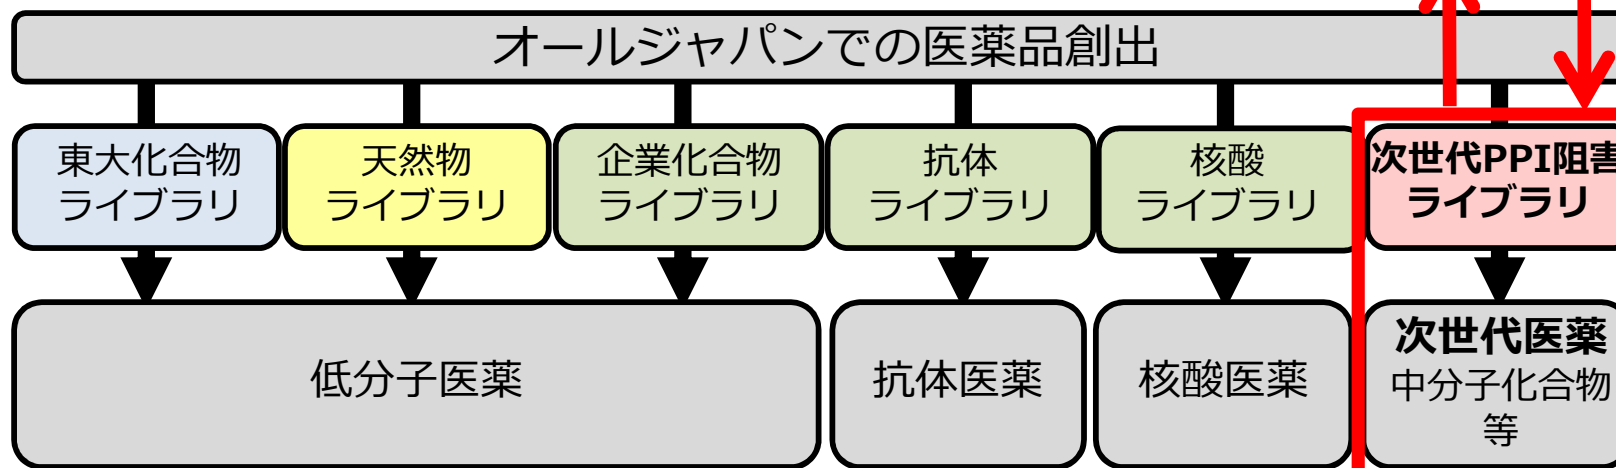 オールジャパンでの医薬品創出
東大化合物
ライブラリ
天然物
ライブラリ
企業化合物
ライブラリ
抗体
ライブラリ
核酸
ライブラリ
次世代PPI阻害
ライブラリ
低分子医薬
抗体医薬
核酸医薬
次世代医薬
中分子化合物
等